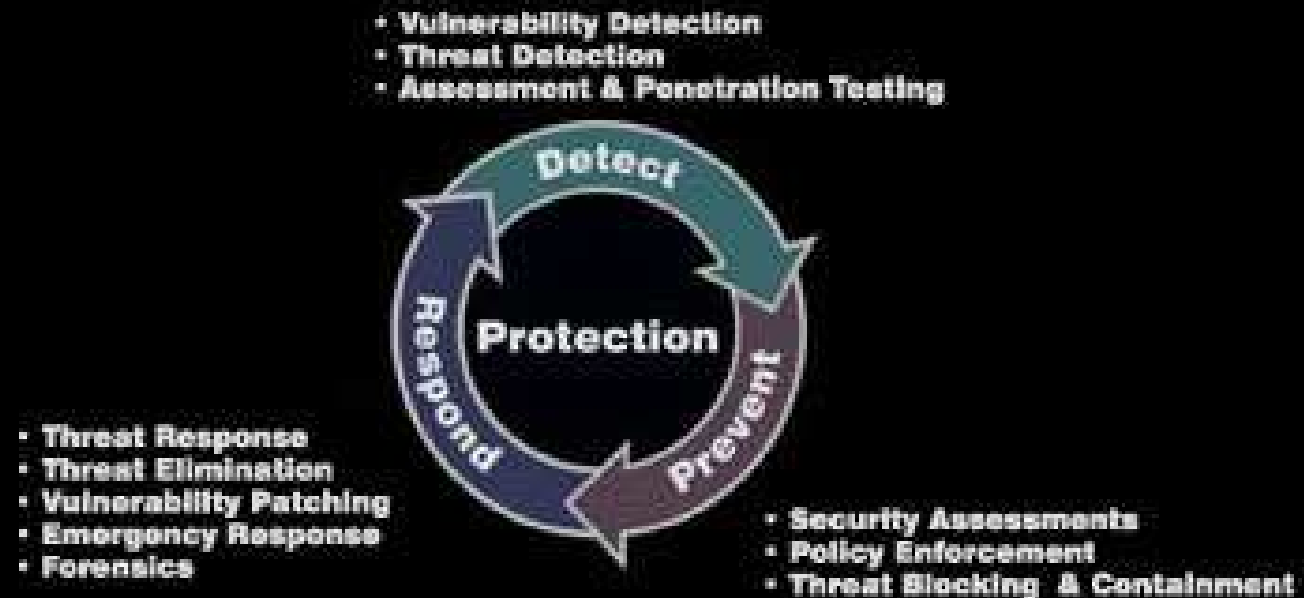 • Vulnerability Detection
• Threat Detection
• Assessment & Penetration Testing
Detect
Protection
Respond
Prevent
• Threat Response
• Threat Elimination
• Vulnerability Patching
• Emergency Response
• Forensics
• Security Assessments
• Policy Enforcement
• Threat Blocking & Containment